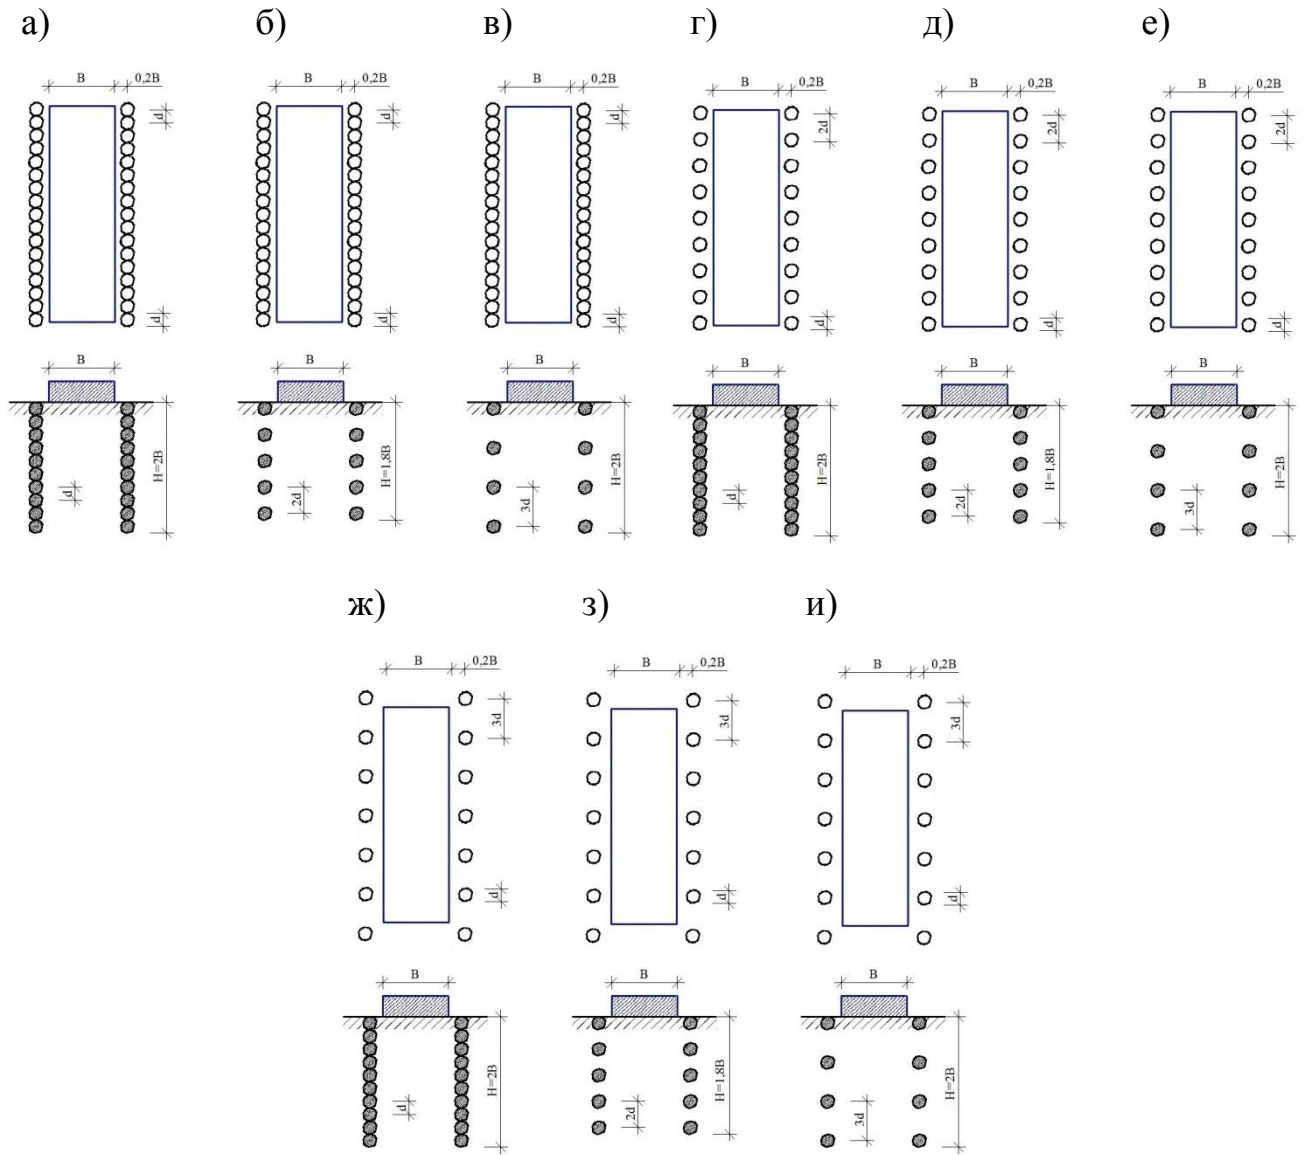 а) б) в) г) д) е)
B 0,2B B 0,2B B 0,2B B 0,2B B 0,2B B 0,2B
d d d 2d 2d 2d
d d d d d d
B B B B B B
H=2B H=1,8B H=2B H=2B H=1,8B H=2B
d 2d 3d d 2d 3d
ж) з) и)
B 0,2B B 0,2B B 0,2B
3d 3d 3d
d d d
B B B
H=2B H=1,8B H=2B
d 2d 3d